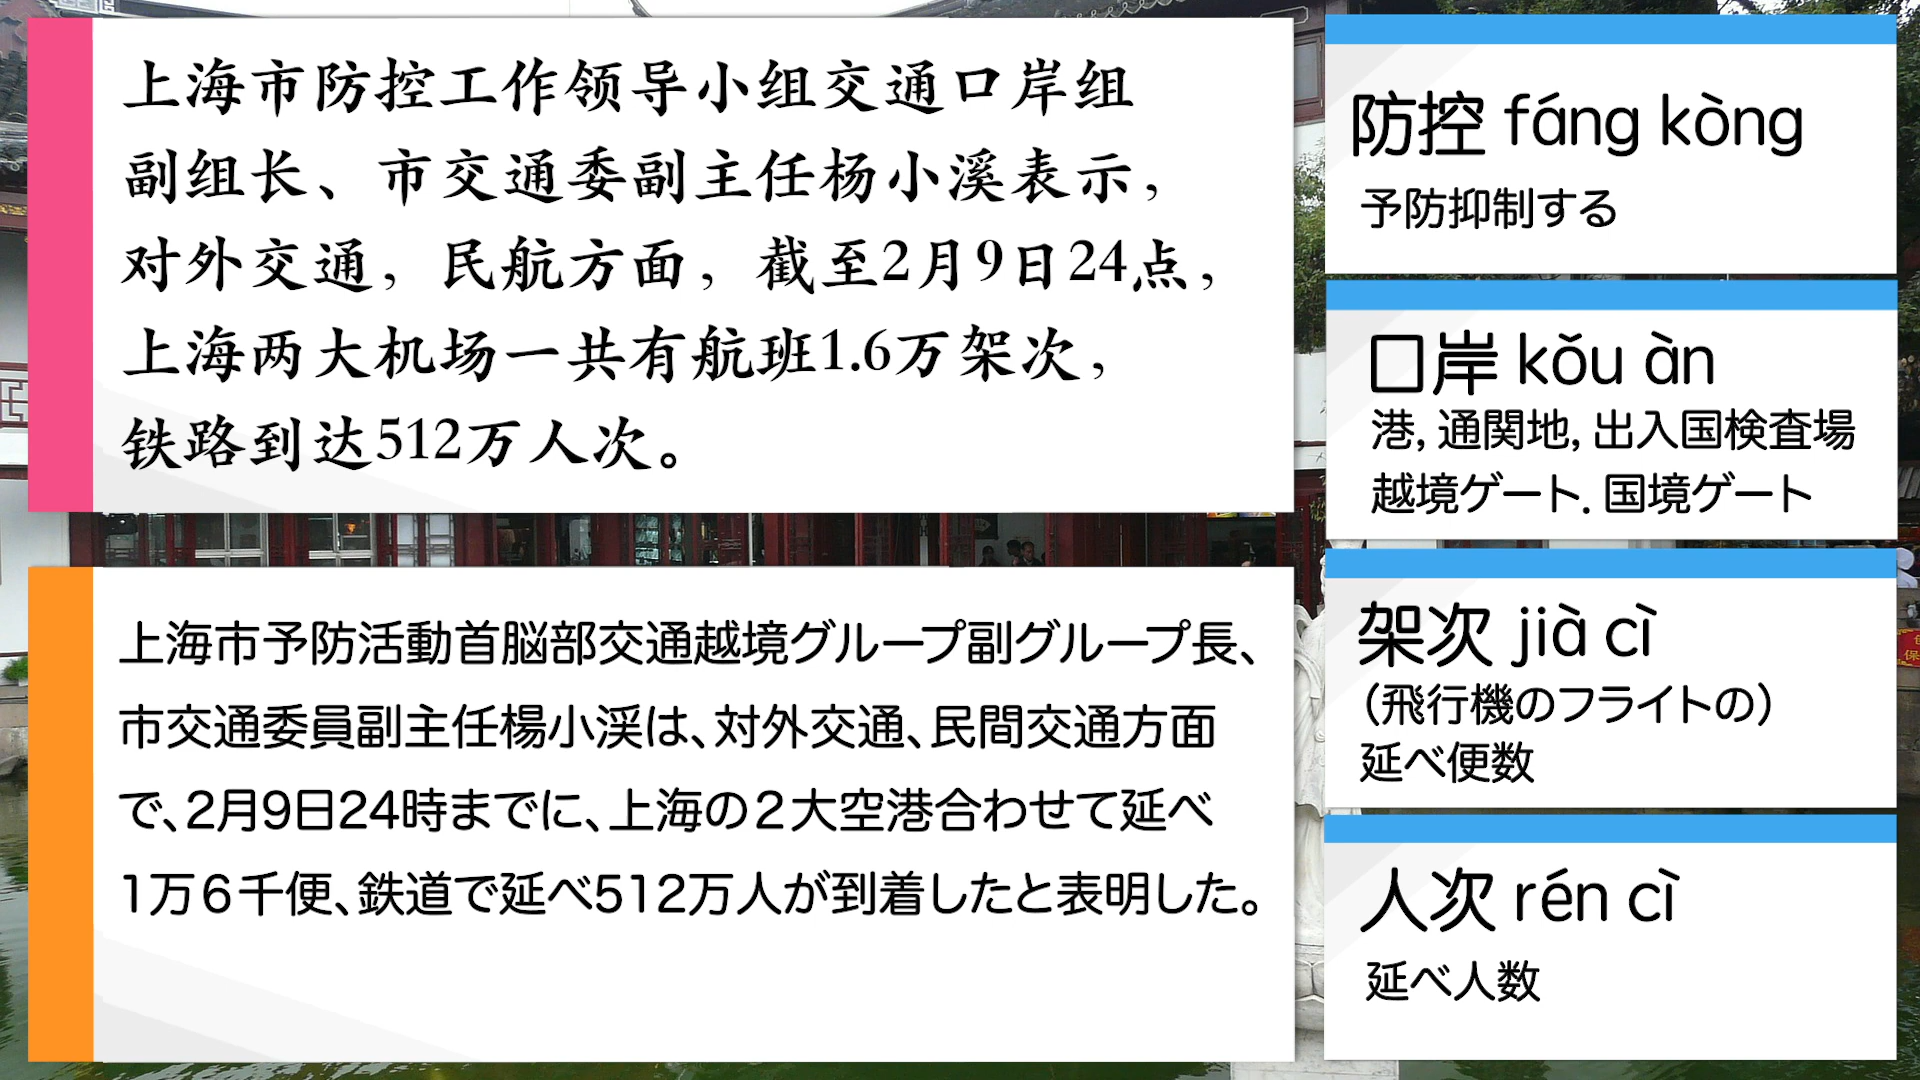 上海市防控工作领导小组交通口岸组
副组长、市交通委副主任杨小溪表示，
对外交通，民航方面，截至2月9日24点，
上海两大机场一共有航班1.6万架次，
铁路到达512万人次。
上海市予防活動首脳部交通越境グループ副グループ長、
市交通委員副主任楊小渓は、対外交通、民間交通方面
で、2月9日24時までに、上海の２大空港合わせて延べ
1万６千便、鉄道で延べ512万人が到着したと表明した。
防控 fáng kòng
予防抑制する
口岸 kǒu àn
港, 通関地, 出入国検査場
越境ゲート. 国境ゲート
架次 jià cì
（飛行機のフライトの）
延べ便数
人次 rén cì
延べ人数